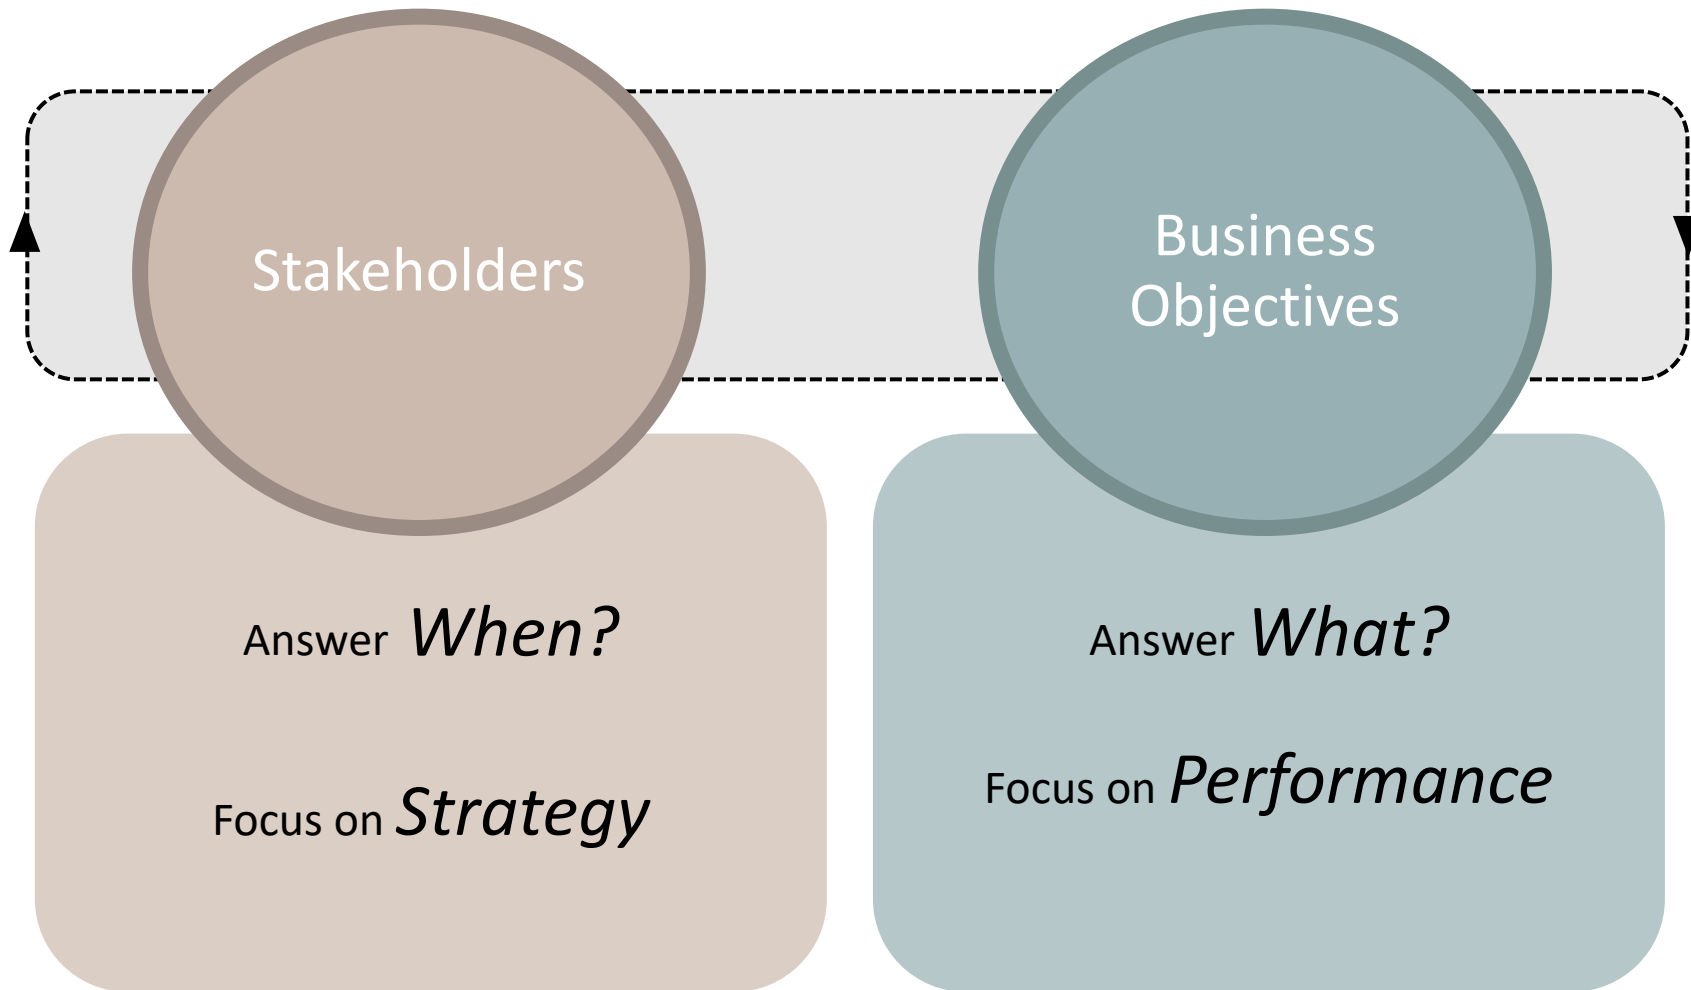 Stakeholders
Answer When?
Focus on Strategy
Business
Objectives
Answer What?
Focus on Performance